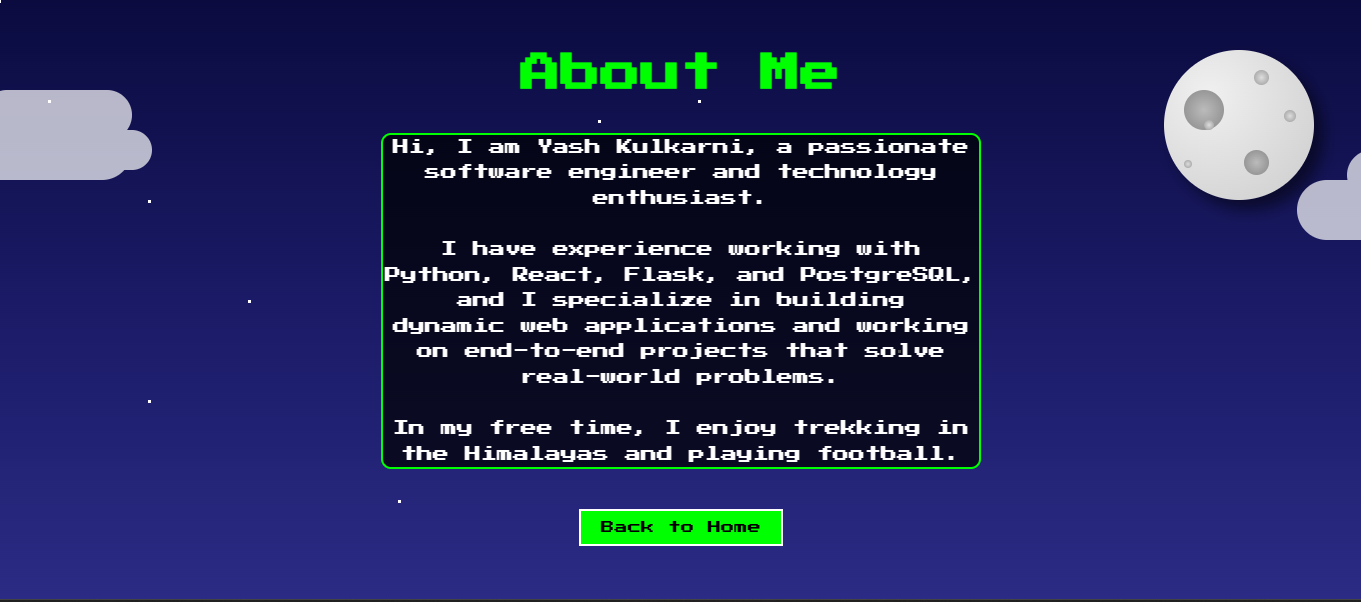 About Me
Hi, I am Yash Kulkarni, a passionate
software engineer and technology
enthusiast.
I have experience working with
Python, React, Flask, and PostgreSQL,
and I specialize in building
dynamic web applications and working
on end-to-end projects that solve
real-world problems.
In my free time, I enjoy trekking in
the Himalayas and playing football.
Back to Home